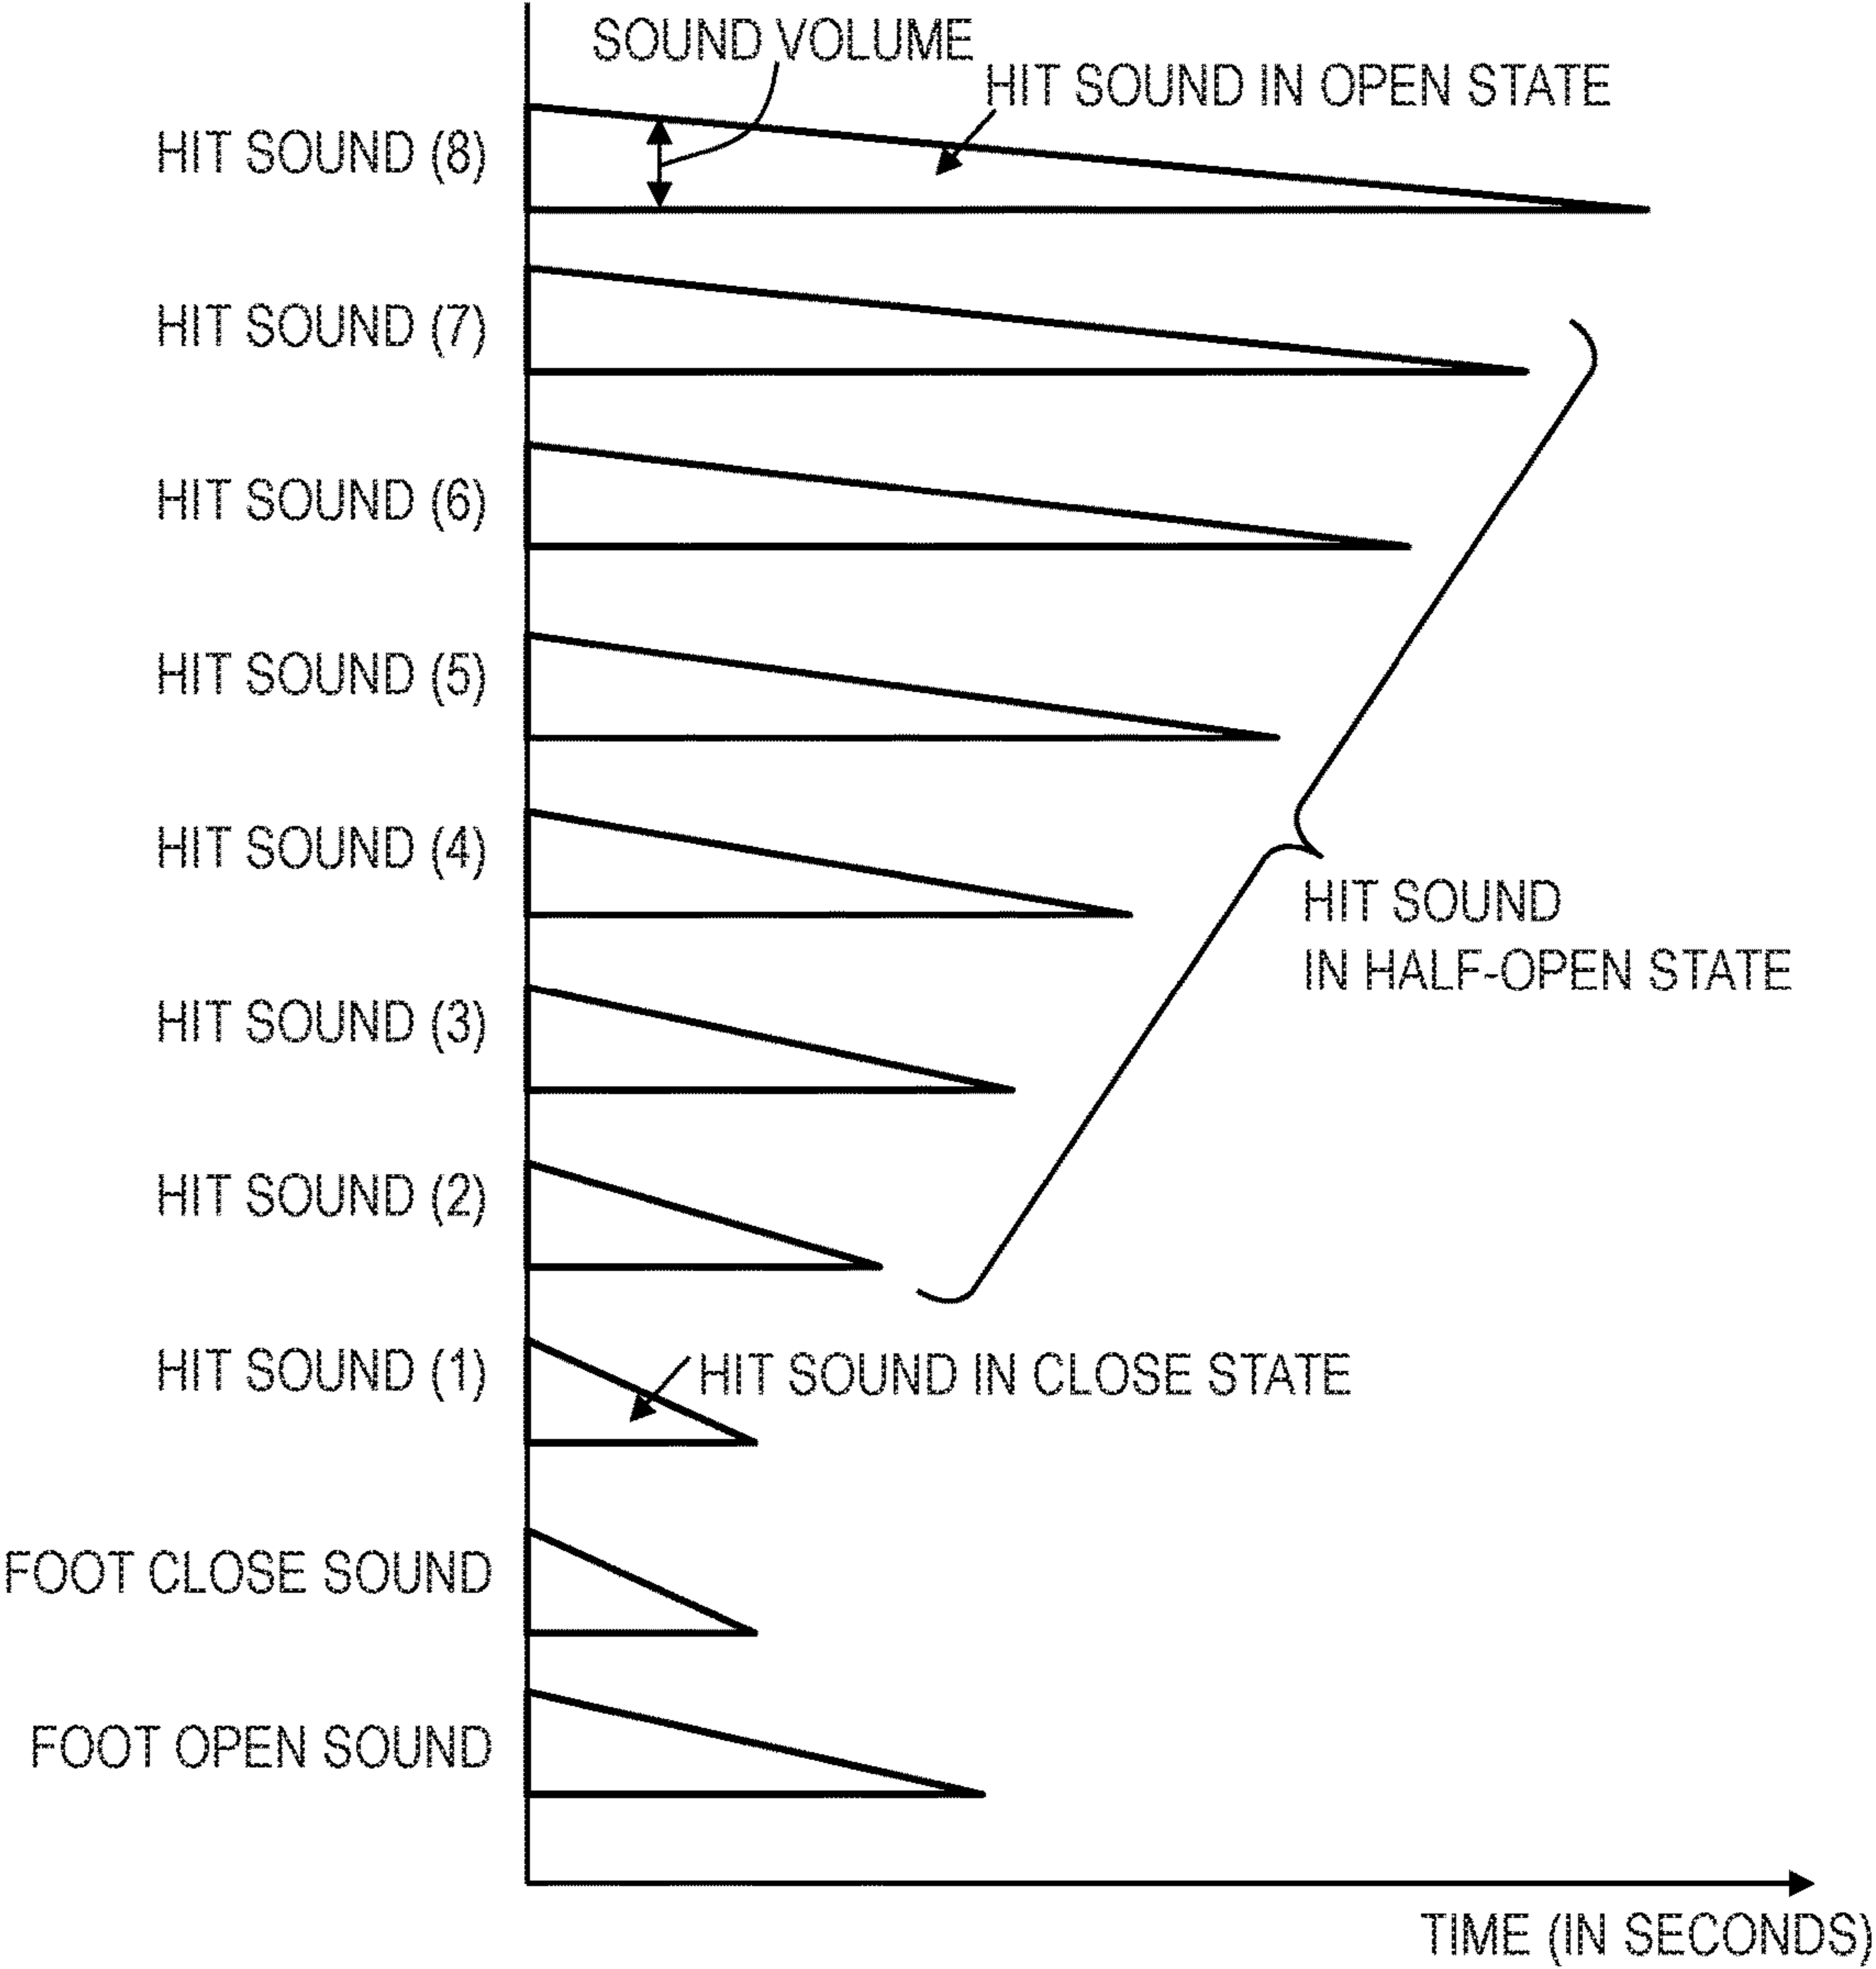 SOUND VOLUME
HIT SOUND IN OPEN STATE
HIT SOUND (8)
HIT SOUND (7)
HIT SOUND (6)
HIT SOUND (5)
HIT SOUND (4)
HIT SOUND
IN HALF-OPEN STATE
HIT SOUND (3)
HIT SOUND (2)
HIT SOUND (1)
HIT SOUND IN CLOSE STATE
FOOT CLOSE SOUND
FOOT OPEN SOUND
TIME (IN SECONDS)